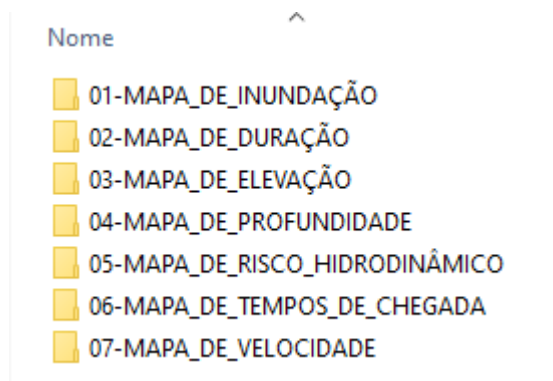 Nome
01-MAPA_DE_INUNDAÇÃO
02-MAPA_DE_DURAÇÃO
03-MAPA_DE_ELEVAÇÃO
04-MAPA_DE_PROFUNDIDADE
05-MAPA_DE_RISCO_HIDRODINÂMICO
06-MAPA_DE_TEMPOS_DE_CHEGADA
07-MAPA_DE_VELOCIDADE